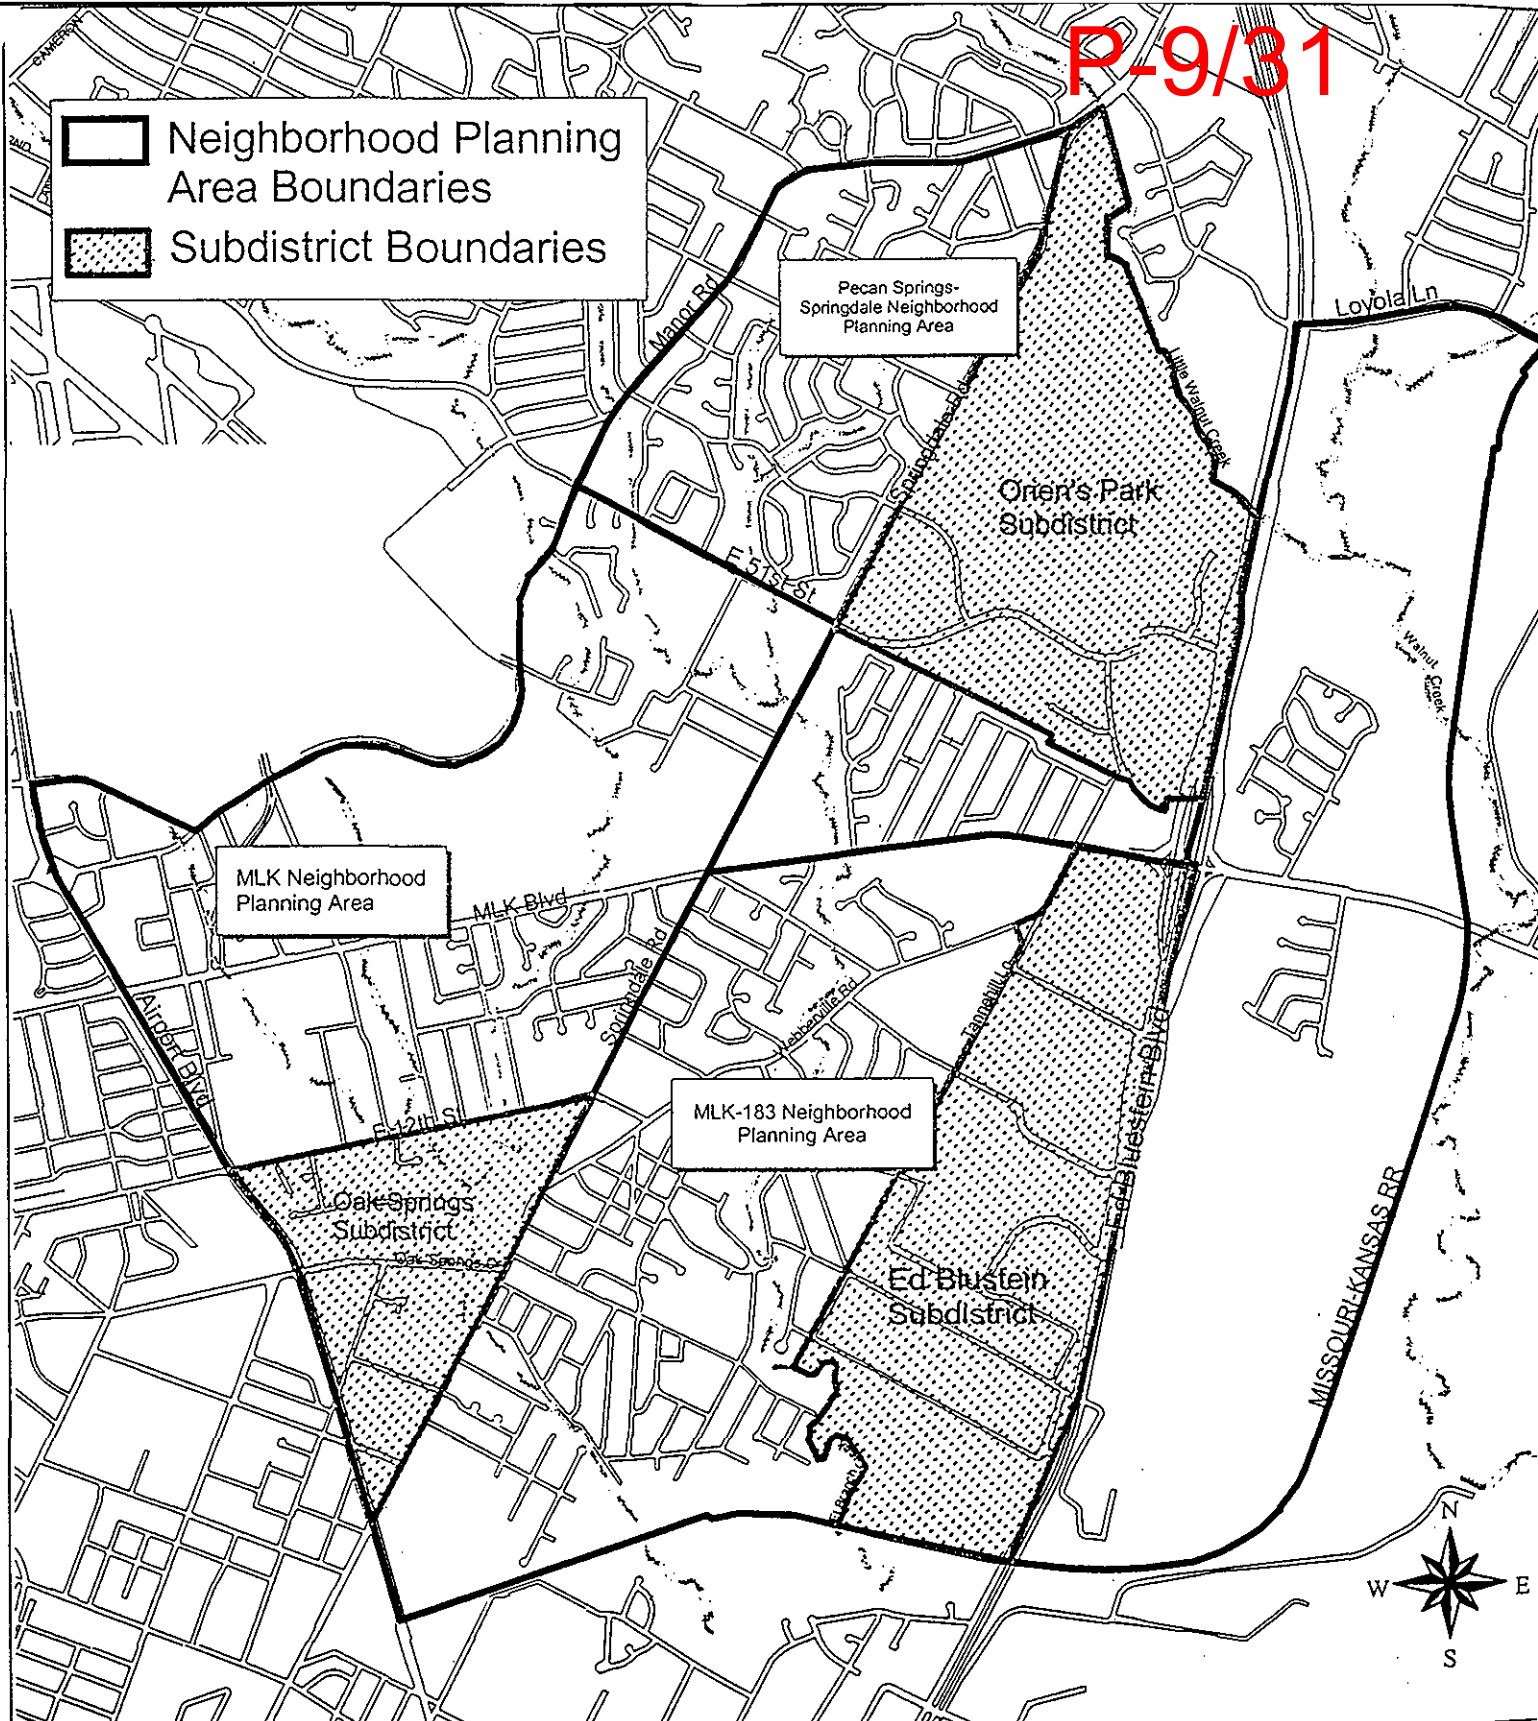 P-9/31
CAMERON
Neighborhood Planning
Area Boundaries
Subdistrict Boundaries
Pecan Springs-
Springdale Neighborhood
Planning Area
Manor Rd
Loyola Ln
Little Walnut Creek
Springdale Rd
Orien's Park
Subdistrict
E 51st St
Walnut
Creek
MLK Neighborhood
Planning Area
MLK Blvd
Springdale Rd
Airport Blvd
Webberville Rd
Tannehill Ln
Ed Bluestein Blvd
MLK-183 Neighborhood
Planning Area
E 12th St
Oak Springs
Subdistrict
Oak Springs Dr
Ed Blustein
Subdistrict
MISSOURI-KANSAS RR
N
W
E
S